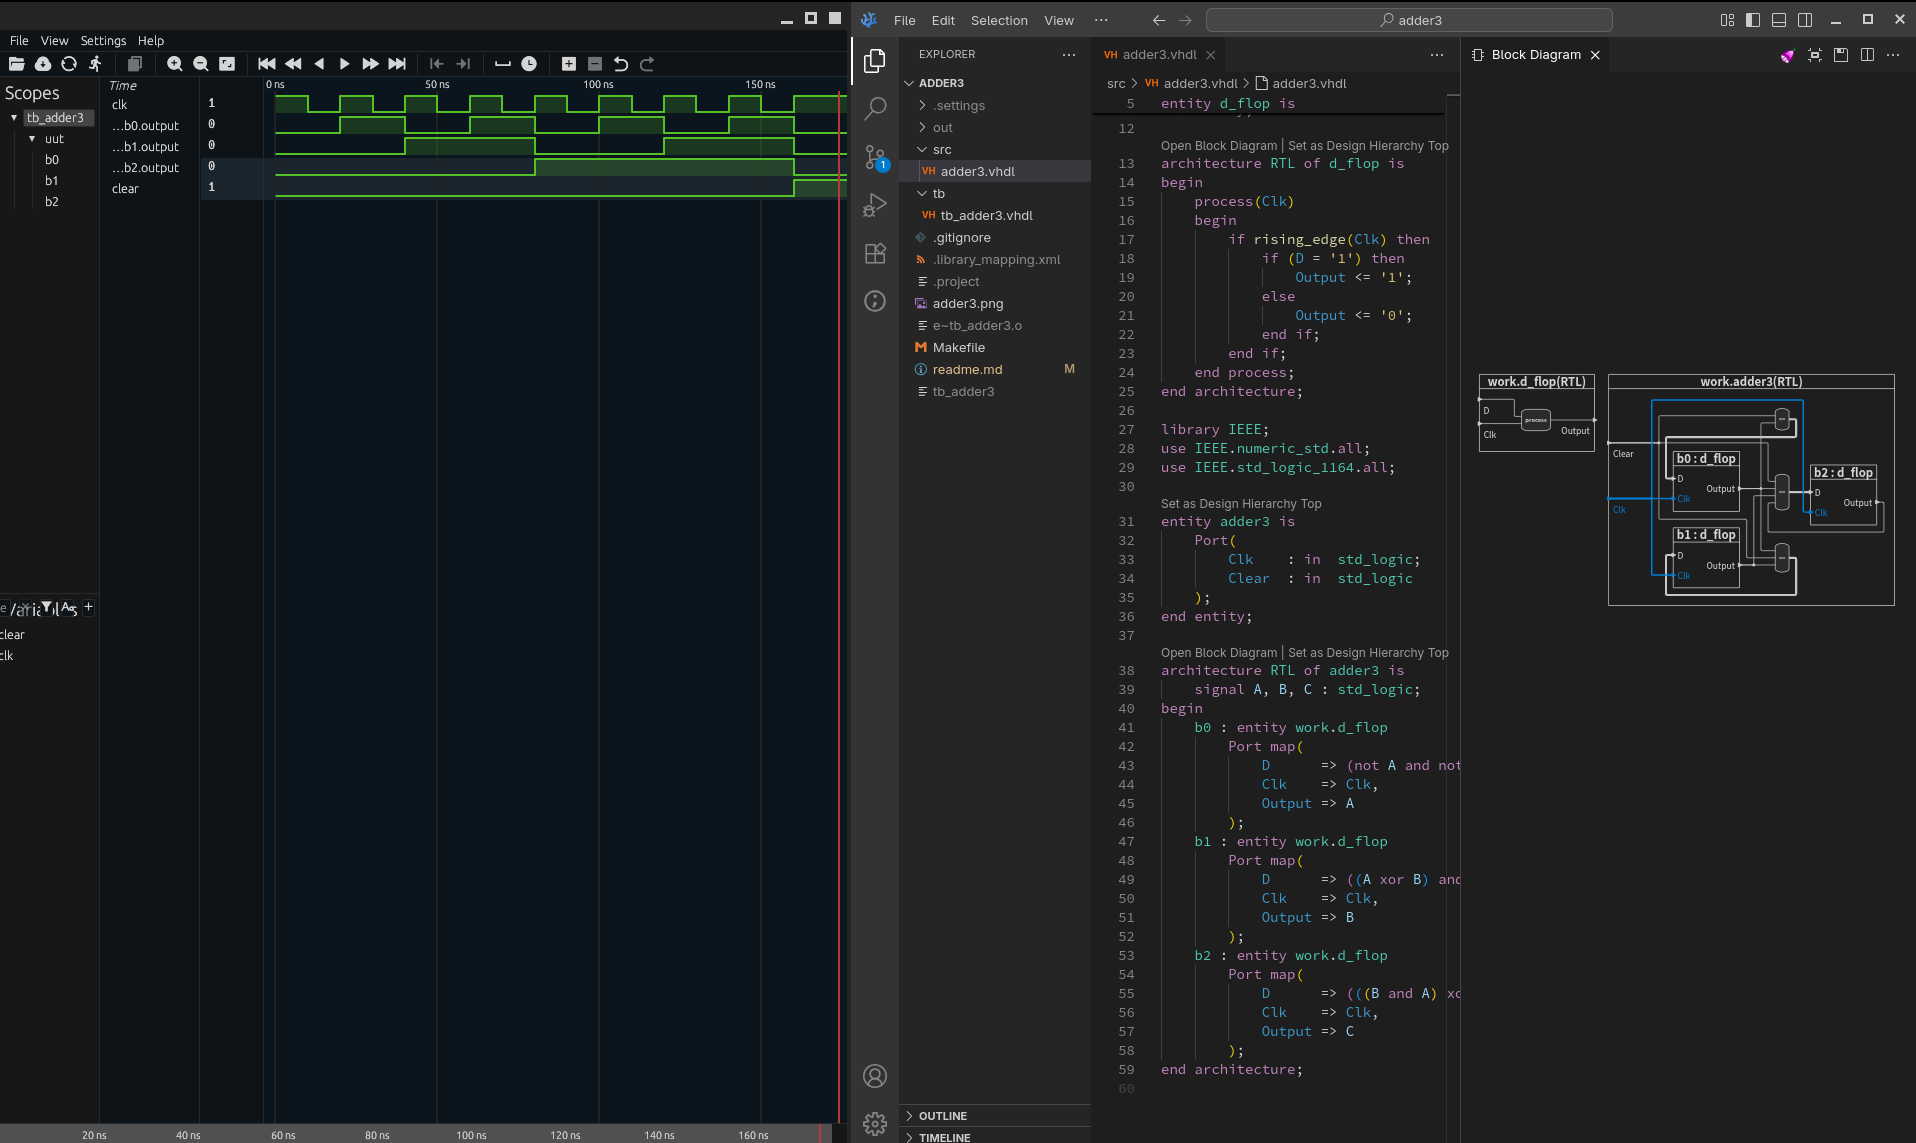 File View Settings Help
Scopes
tb_adder3
uut
b0
b1
b2
Time
clk 1
...b0.output 0
...b1.output 0
...b2.output 0
clear 1
0 ns 50 ns 100 ns 150 ns
clear
clk
20 ns 40 ns 60 ns 80 ns 100 ns 120 ns 140 ns 160 ns
File Edit Selection View ···
adder3
EXPLORER ···
ADDER3
.settings
out
src
VH adder3.vhdl
tb
VH tb_adder3.vhdl
.gitignore
.library_mapping.xml
.project
adder3.png
e~tb_adder3.o
M Makefile
readme.md M
tb_adder3
1
OUTLINE
TIMELINE
VH adder3.vhdl
src > VH adder3.vhdl > adder3.vhdl
5 entity d_flop is
12
Open Block Diagram | Set as Design Hierarchy Top
13 architecture RTL of d_flop is
14 begin
15 process(Clk)
16 begin
17 if rising_edge(Clk) then
18 if (D = '1') then
19 Output <= '1';
20 else
21 Output <= '0';
22 end if;
23 end if;
24 end process;
25 end architecture;
26
27 library IEEE;
28 use IEEE.numeric_std.all;
29 use IEEE.std_logic_1164.all;
30
Set as Design Hierarchy Top
31 entity adder3 is
32 Port(
33 Clk : in std_logic;
34 Clear : in std_logic
35 );
36 end entity;
37
Open Block Diagram | Set as Design Hierarchy Top
38 architecture RTL of adder3 is
39 signal A, B, C : std_logic;
40 begin
41 b0 : entity work.d_flop
42 Port map(
43 D => (not A and not
44 Clk => Clk,
45 Output => A
46 );
47 b1 : entity work.d_flop
48 Port map(
49 D => ((A xor B) and
50 Clk => Clk,
51 Output => B
52 );
53 b2 : entity work.d_flop
54 Port map(
55 D => (((B and A) xo
56 Clk => Clk,
57 Output => C
58 );
59 end architecture;
60
Block Diagram
work.d_flop(RTL)
D
Clk
process
Output
work.adder3(RTL)
Clear
Clk
b0 : d_flop
D
Output
Clk
b1 : d_flop
D
Output
Clk
b2 : d_flop
D
Output
Clk